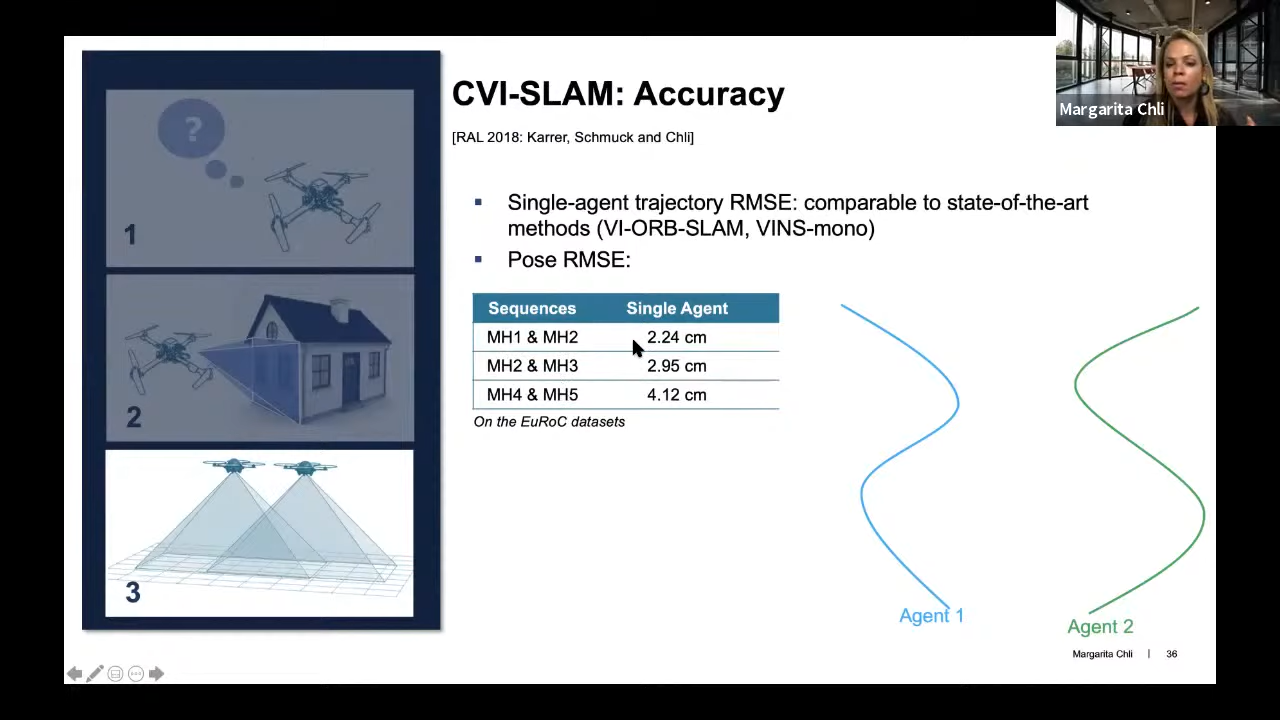 CVI-SLAM: Accuracy
[RAL 2018: Karrer, Schmuck and Chli]
Margarita Chli
?
1
2
3
▪ Single-agent trajectory RMSE: comparable to state-of-the-art
methods (VI-ORB-SLAM, VINS-mono)
▪ Pose RMSE:
Sequences Single Agent
MH1 & MH2 2.24 cm
MH2 & MH3 2.95 cm
MH4 & MH5 4.12 cm
On the EuRoC datasets
Agent 1
Agent 2
Margarita Chli | 36